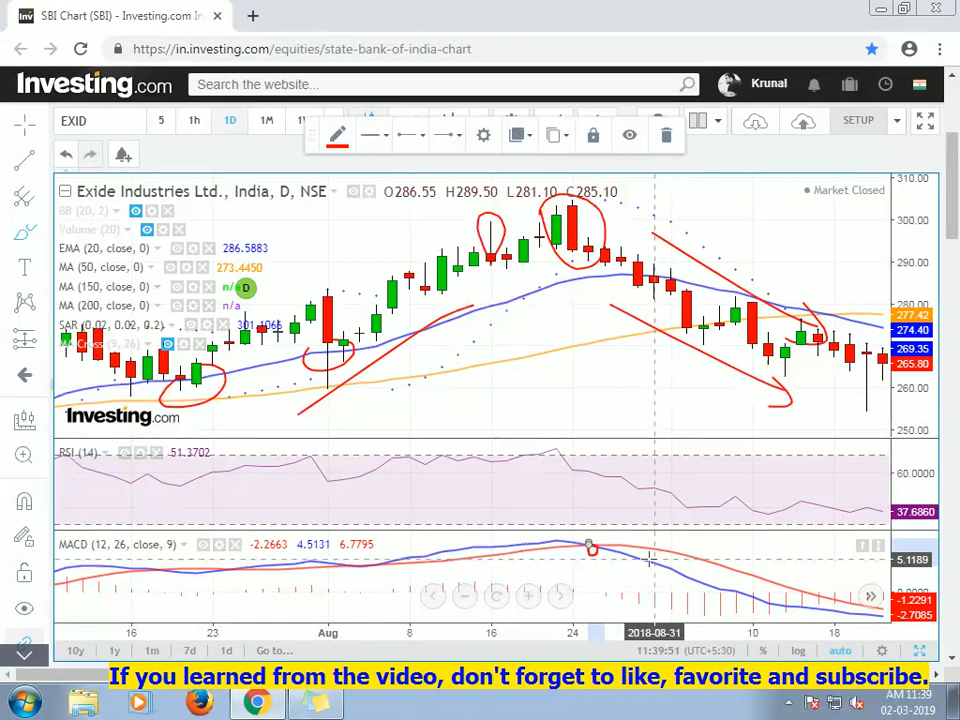 SBI Chart (SBI) - Investing.com In
https://in.investing.com/equities/state-bank-of-india-chart
Investing.com
Search the website...
Krunal
EXID
5
1h
1D
1M
SETUP
Exide Industries Ltd., India, D, NSE
O286.55 H289.50 L281.10 C285.10
Market Closed
BB (20, 2)
Volume (20)
EMA (20, close, 0)
286.5883
MA (50, close, 0)
273.4450
MA (150, close, 0)
n/a
D
MA (200, close, 0)
n/a
SAR (0.02, 0.02, 0.2)
301.1066
MA Cross (9, 26)
310.00
300.00
290.00
280.00
277.42
274.40
269.35
265.80
260.00
250.00
Investing.com
RSI (14)
51.3702
60.0000
37.6860
MACD (12, 26, close, 9)
-2.2663
4.5131
6.7795
5.1189
0.0000
-1.2291
-2.7085
16
23
Aug
8
16
24
2018-08-31
10
18
10y
1y
1m
7d
1d
Go to...
11:39:51 (UTC+5:30)
%
log
auto
If you learned from the video, don't forget to like, favorite and subscribe.
AM 11:39
02-03-2019